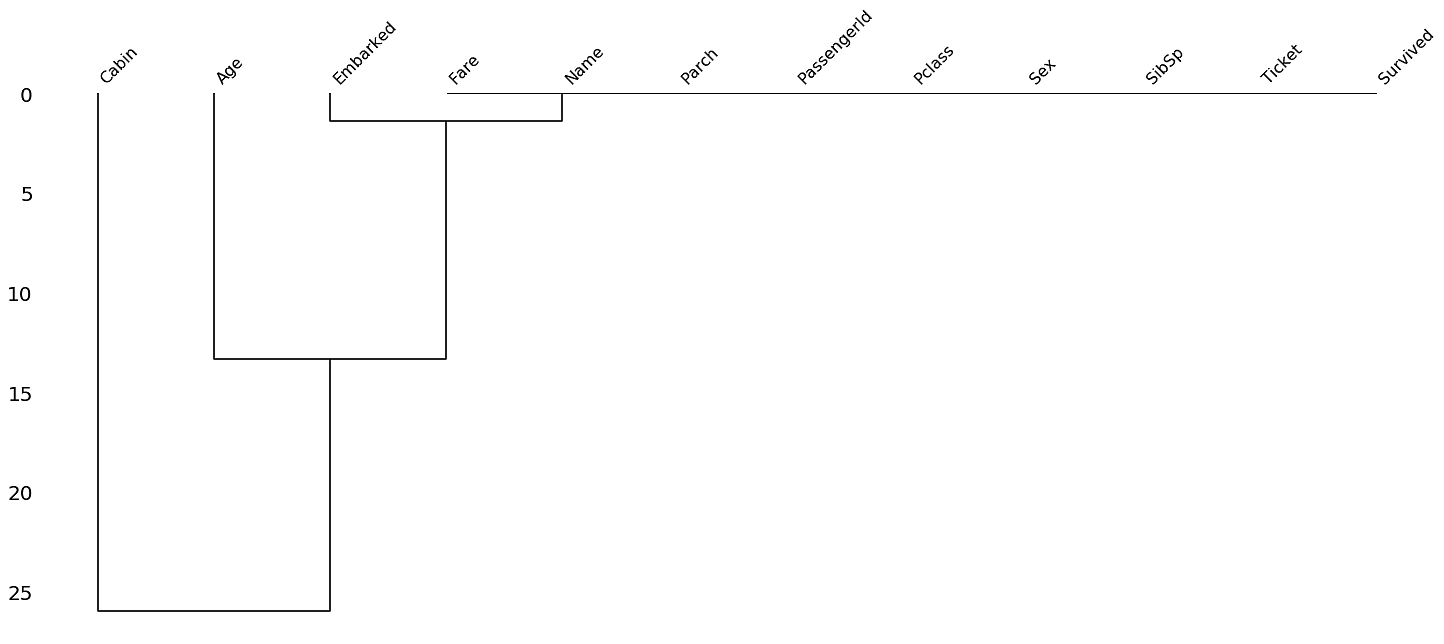 Cabin
Age
Embarked
Fare
Name
Parch
PassengerId
Pclass
Sex
SibSp
Ticket
Survived
0
5
10
15
20
25